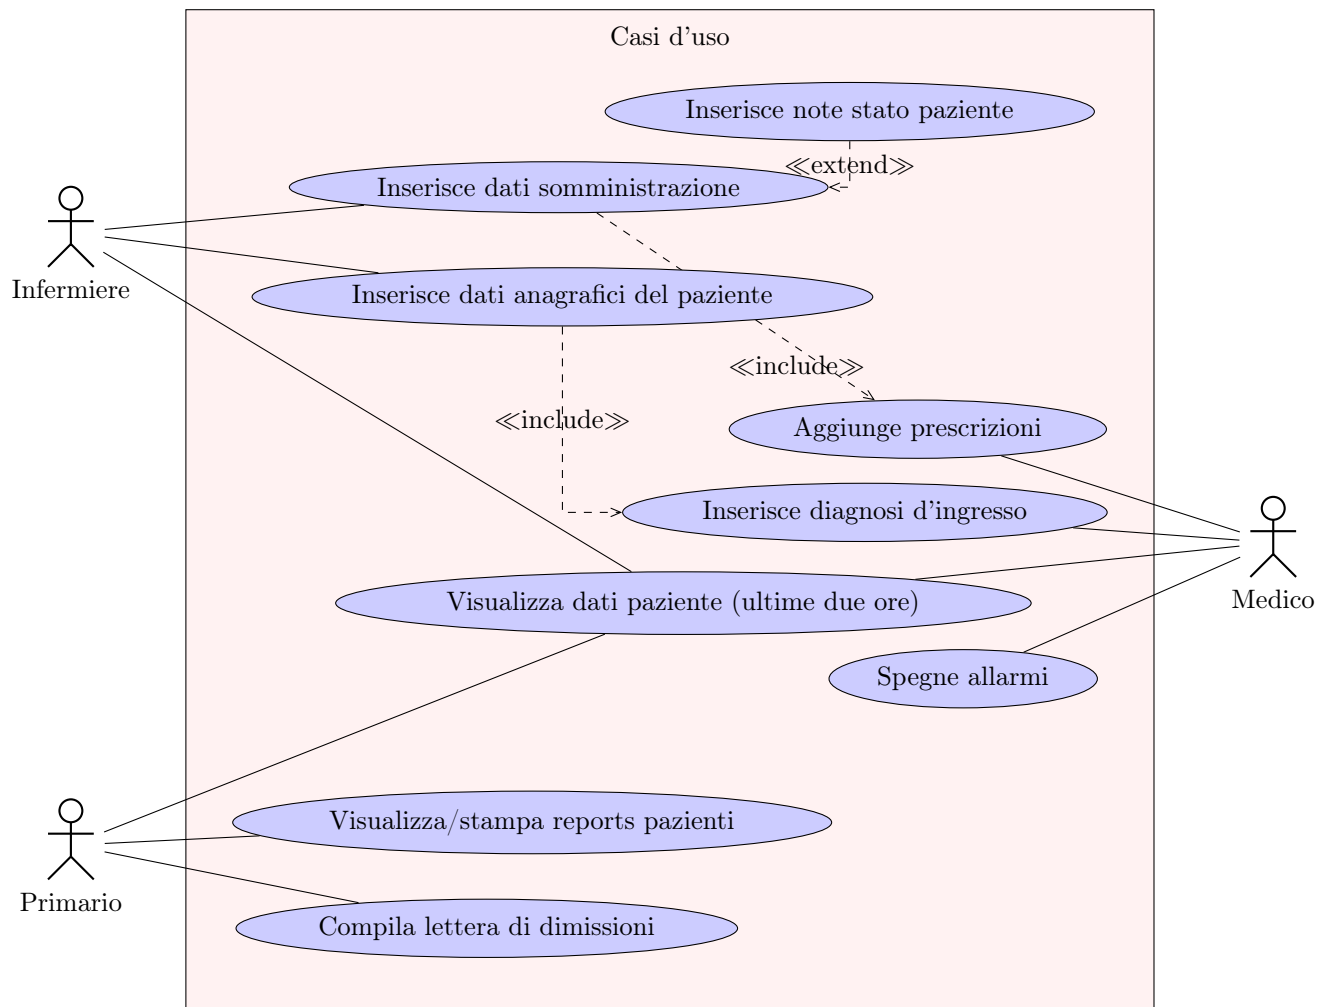 Casi d'uso
Inserisce note stato paziente
≪extend≫
Inserisce dati somministrazione
Infermiere
Inserisce dati anagrafici del paziente
≪include≫
≪include≫
Aggiunge prescrizioni
Inserisce diagnosi d'ingresso
Visualizza dati paziente (ultime due ore)
Medico
Spegne allarmi
Visualizza/stampa reports pazienti
Primario
Compila lettera di dimissioni